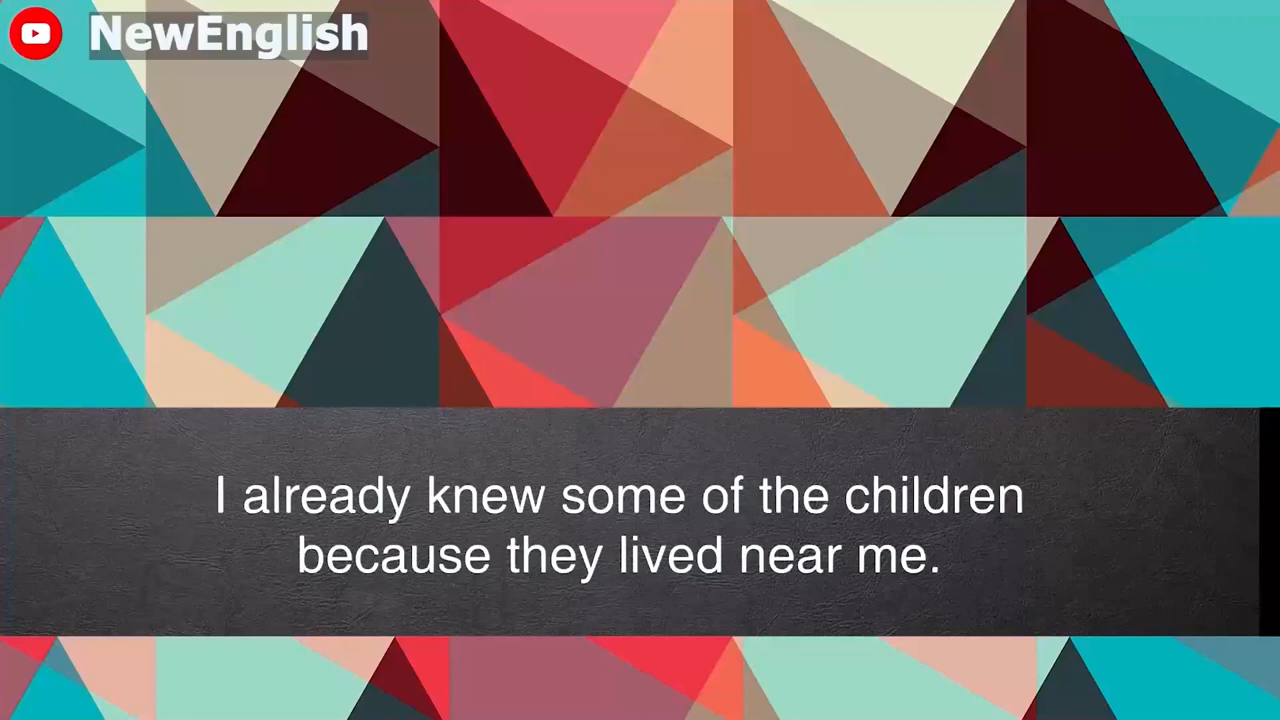 NewEnglish
I already knew some of the children
because they lived near me.